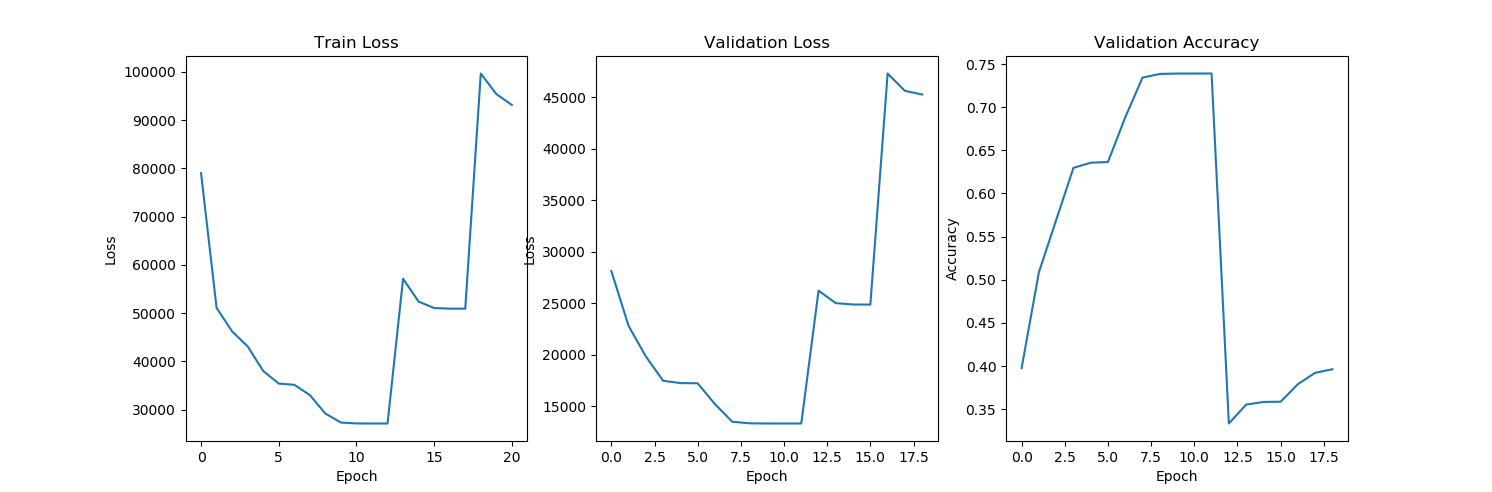 Train Loss
Loss
100000
90000
80000
70000
60000
50000
40000
30000
0 5 10 15 20
Epoch
Validation Loss
Loss
45000
40000
35000
30000
25000
20000
15000
0.0 2.5 5.0 7.5 10.0 12.5 15.0 17.5
Epoch
Validation Accuracy
Accuracy
0.75
0.70
0.65
0.60
0.55
0.50
0.45
0.40
0.35
0.0 2.5 5.0 7.5 10.0 12.5 15.0 17.5
Epoch